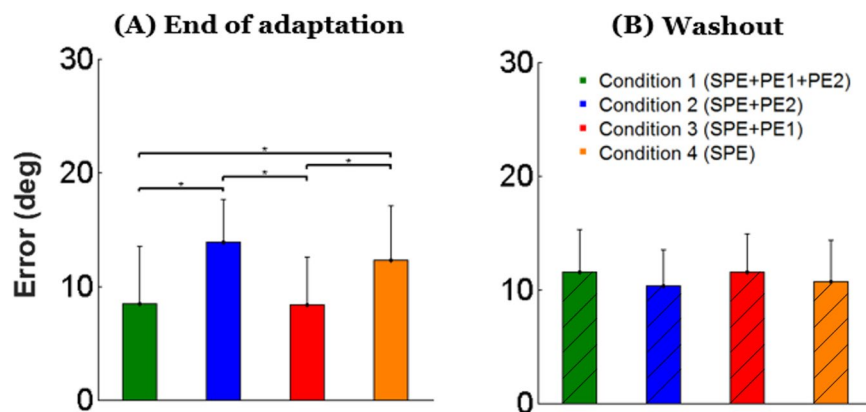 (A) End of adaptation
(B) Washout
Error (deg)
30
20
10
0
*
*
*
*
30
20
10
0
Condition 1 (SPE+PE1+PE2)
Condition 2 (SPE+PE2)
Condition 3 (SPE+PE1)
Condition 4 (SPE)